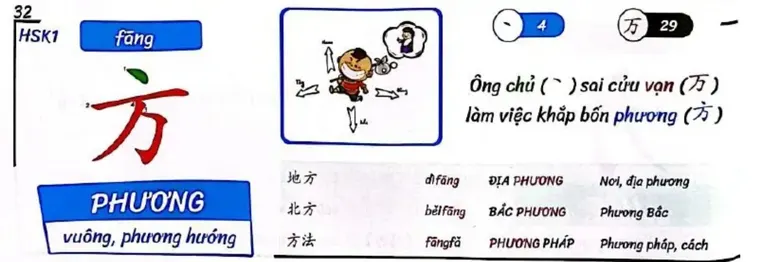 32
HSK1
fāng
方
PHƯƠNG
vuông, phương hướng
丶 4
万 29
Ông chủ (丶) sai cửu vạn (万)
làm việc khắp bốn phương (方)
地方 dìfāng ĐỊA PHƯƠNG Nơi, địa phương
北方 běifāng BẮC PHƯƠNG Phương Bắc
方法 fāngfǎ PHƯƠNG PHÁP Phương pháp, cách